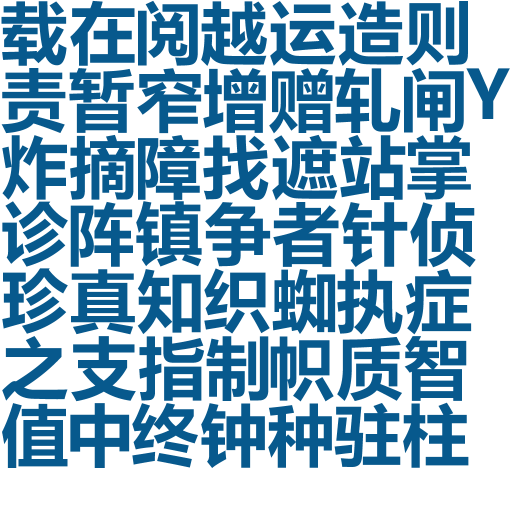 载在阅越运造则
责暂窄增赠轧闸Y
炸摘障找遮站掌
诊阵镇争者针侦
珍真知织蜘执症
之支指制帜质智
值中终钟种驻柱